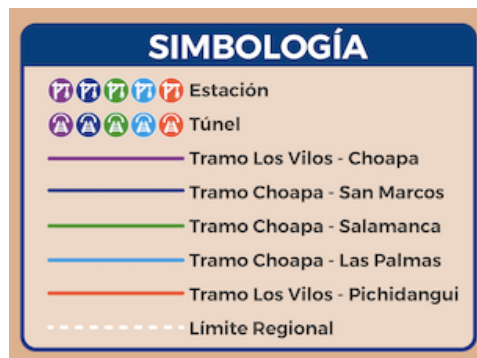 SIMBOLOGÍA
Estación
Túnel
Tramo Los Vilos - Choapa
Tramo Choapa - San Marcos
Tramo Choapa - Salamanca
Tramo Choapa - Las Palmas
Tramo Los Vilos - Pichidangui
Límite Regional